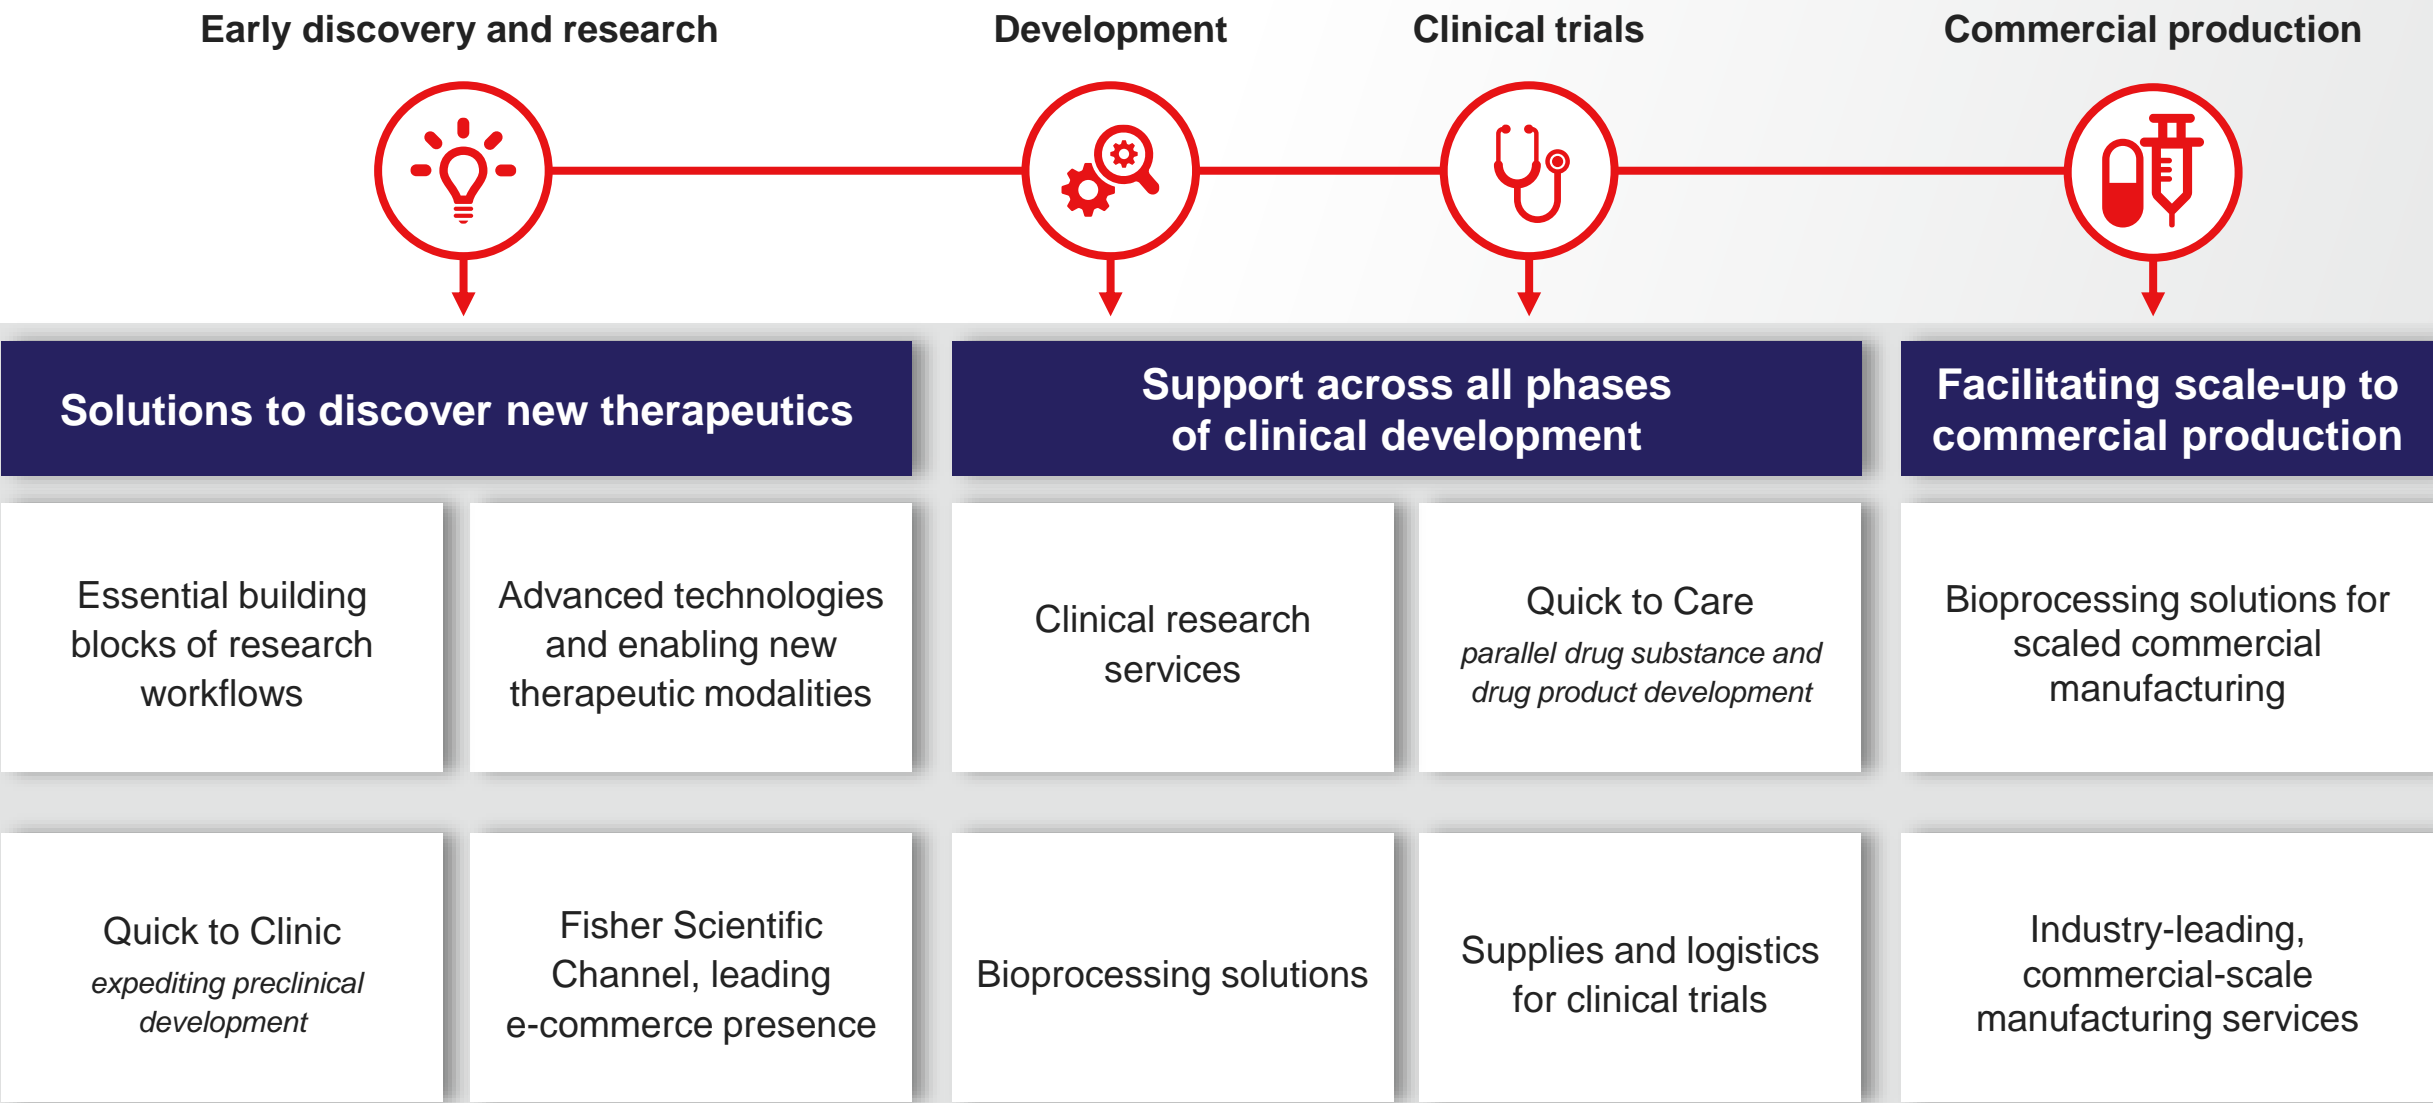 Early discovery and research
Development
Clinical trials
Commercial production
Solutions to discover new therapeutics
Support across all phases
of clinical development
Facilitating scale-up to
commercial production
Essential building
blocks of research
workflows
Advanced technologies
and enabling new
therapeutic modalities
Clinical research
services
Quick to Care
parallel drug substance and
drug product development
Bioprocessing solutions for
scaled commercial
manufacturing
Quick to Clinic
expediting preclinical
development
Fisher Scientific
Channel, leading
e-commerce presence
Bioprocessing solutions
Supplies and logistics
for clinical trials
Industry-leading,
commercial-scale
manufacturing services